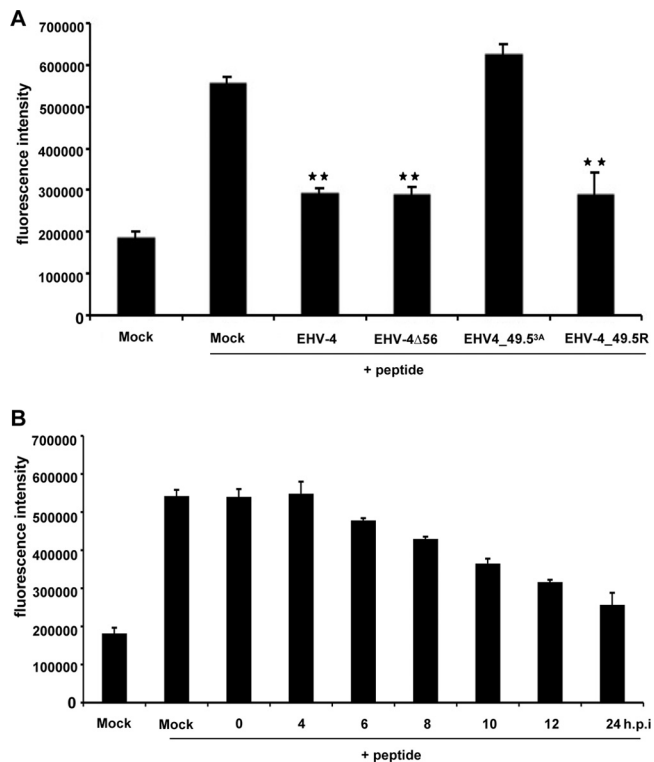 A
fluorescence intensity
700000
600000
500000
400000
300000
200000
100000
0
★★ ★★ ★★
Mock Mock EHV-4 EHV-4Δ56 EHV4_49.5³ᴬ EHV-4_49.5R
+ peptide
B
fluorescence intensity
700000
600000
500000
400000
300000
200000
100000
0
Mock Mock 0 4 6 8 10 12 24 h.p.i
+ peptide